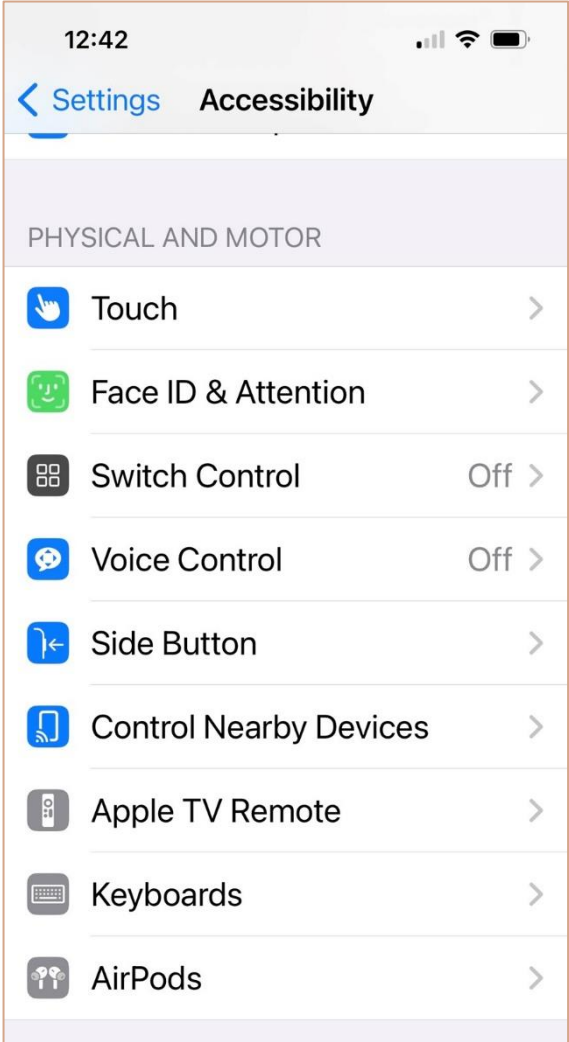 12:42
Settings Accessibility
PHYSICAL AND MOTOR
Touch
Face ID & Attention
Switch Control Off
Voice Control Off
Side Button
Control Nearby Devices
Apple TV Remote
Keyboards
AirPods